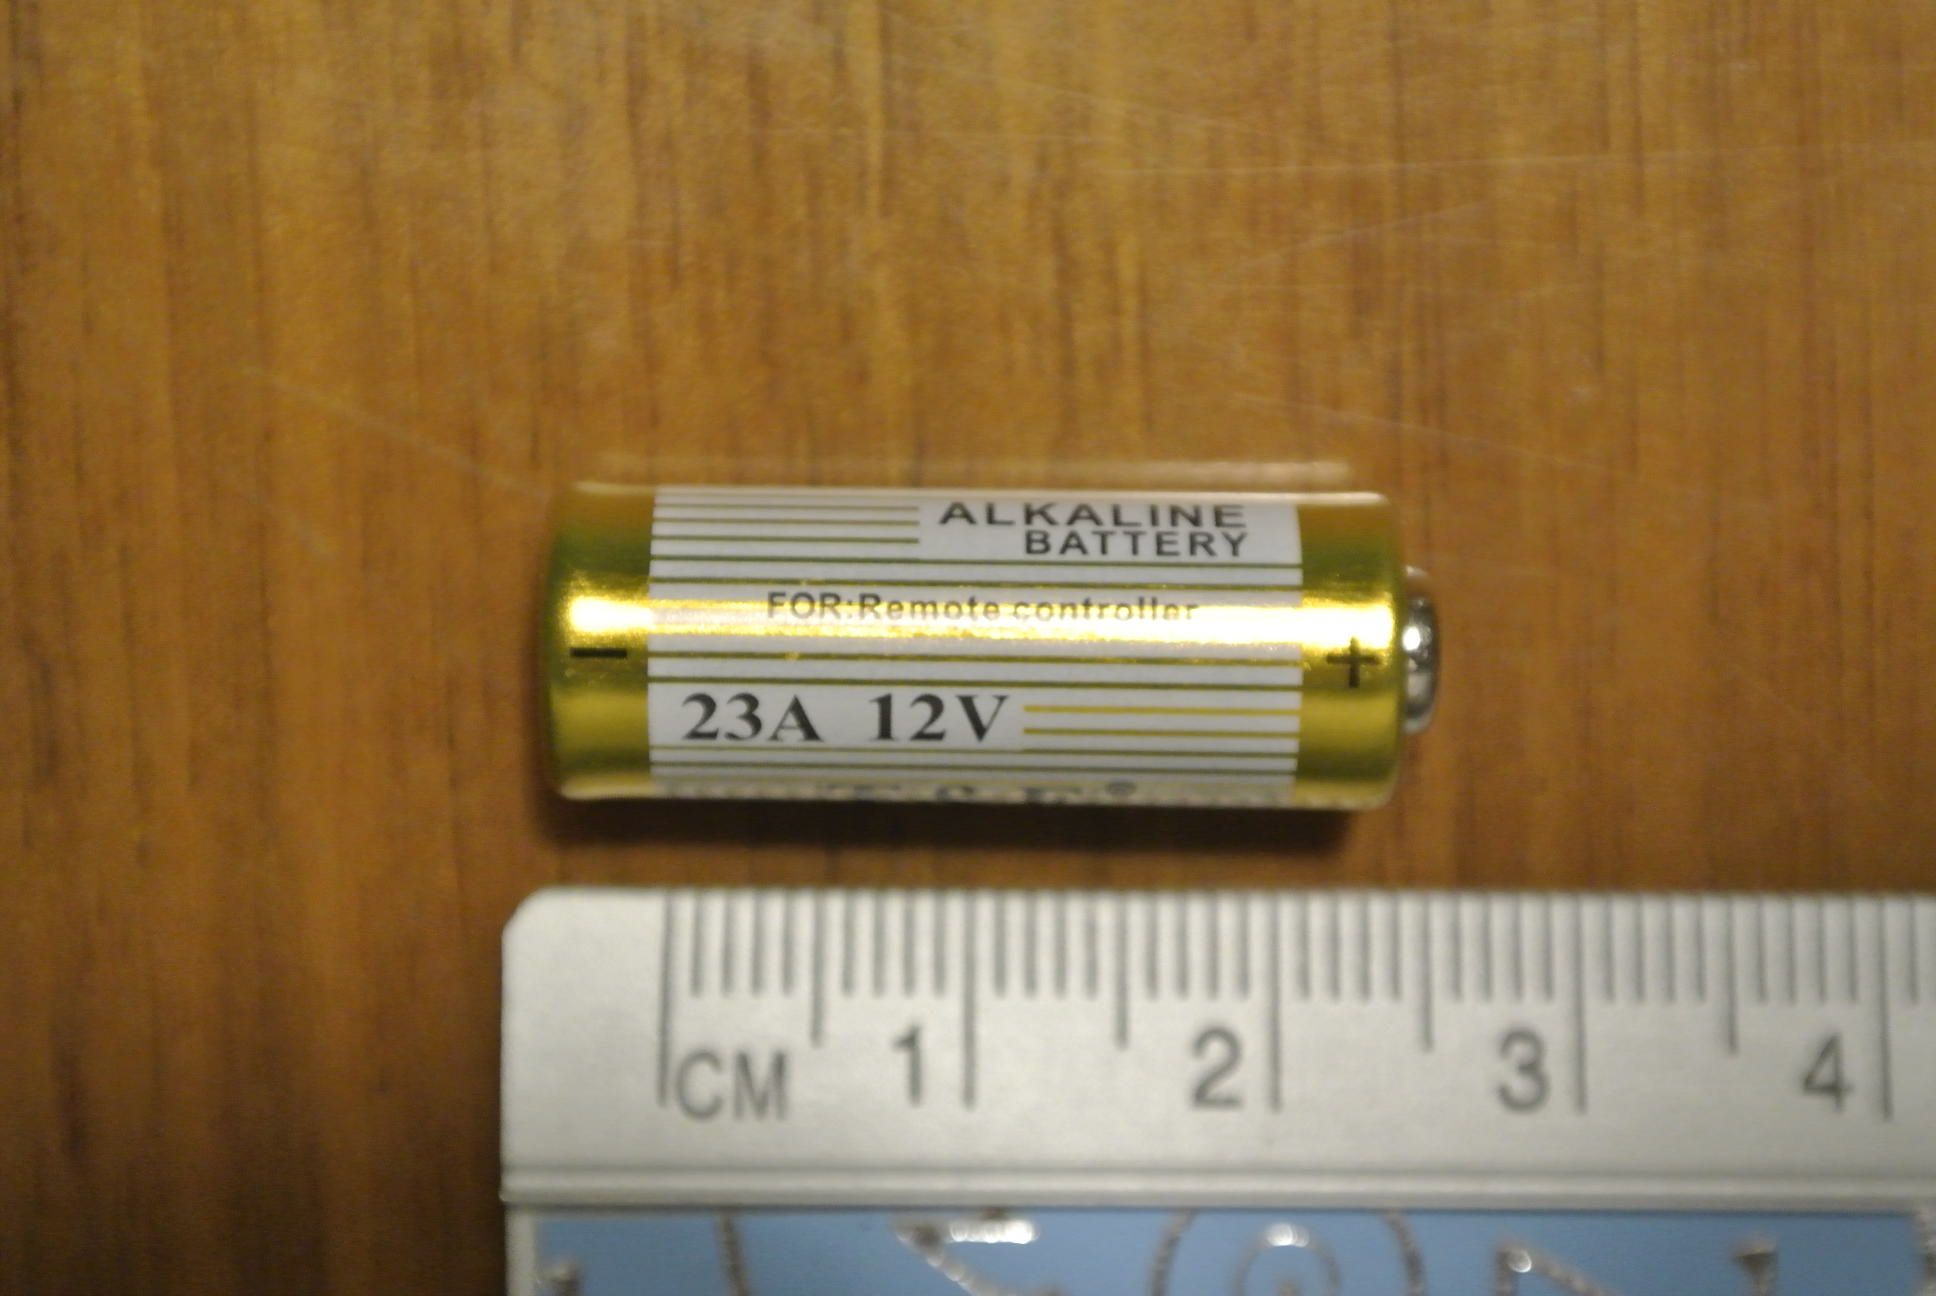 ALKALINE
BATTERY
FOR:Remote controller
− +
23A 12V
CM 1 2 3 4